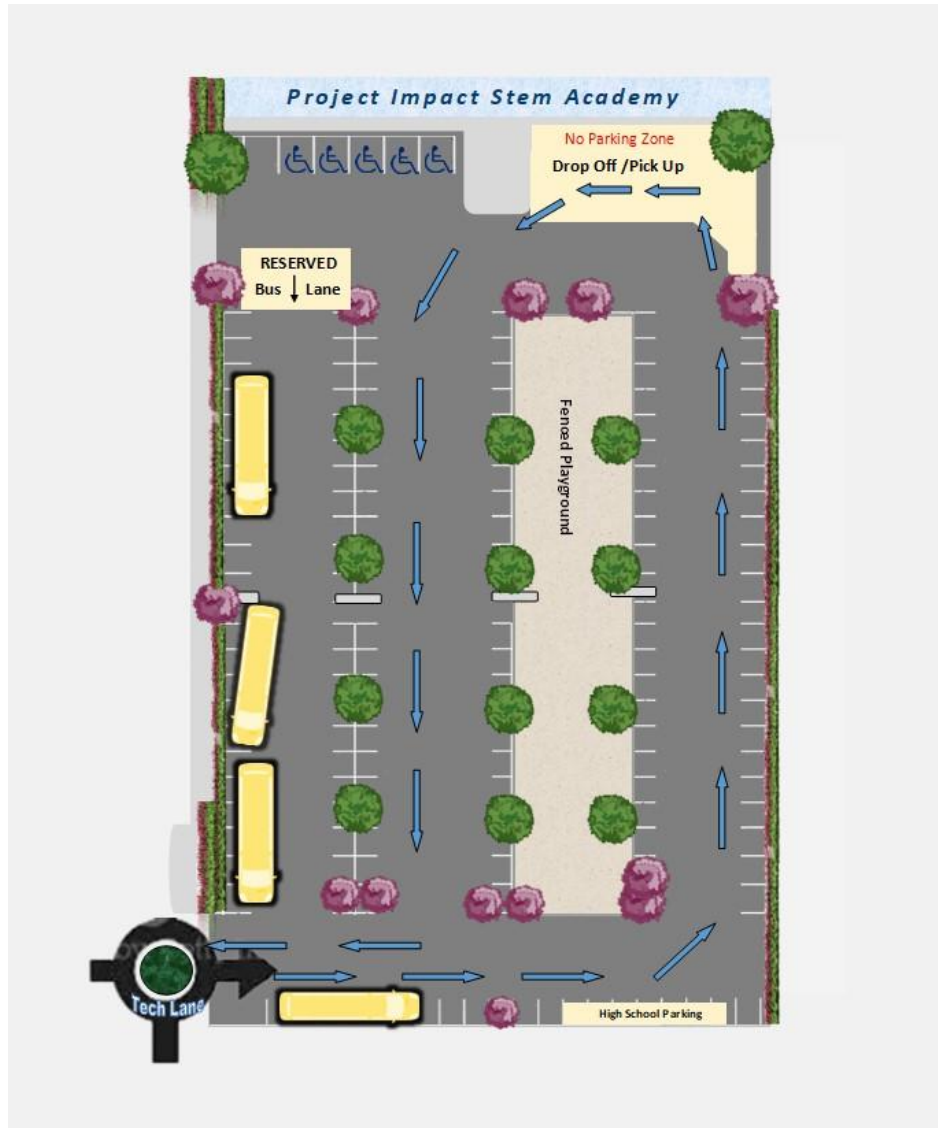 Project Impact Stem Academy
No Parking Zone
Drop Off /Pick Up
RESERVED
Bus Lane
Fenced Playground
Tech Lane
High School Parking